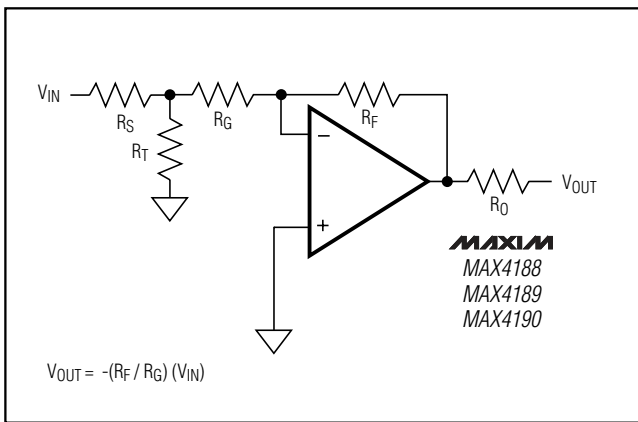 V_IN
R_S
R_G
R_F
R_T
−
+
R_O
V_OUT
MAXIM
MAX4188
MAX4189
MAX4190
V_OUT = -(R_F / R_G) (V_IN)